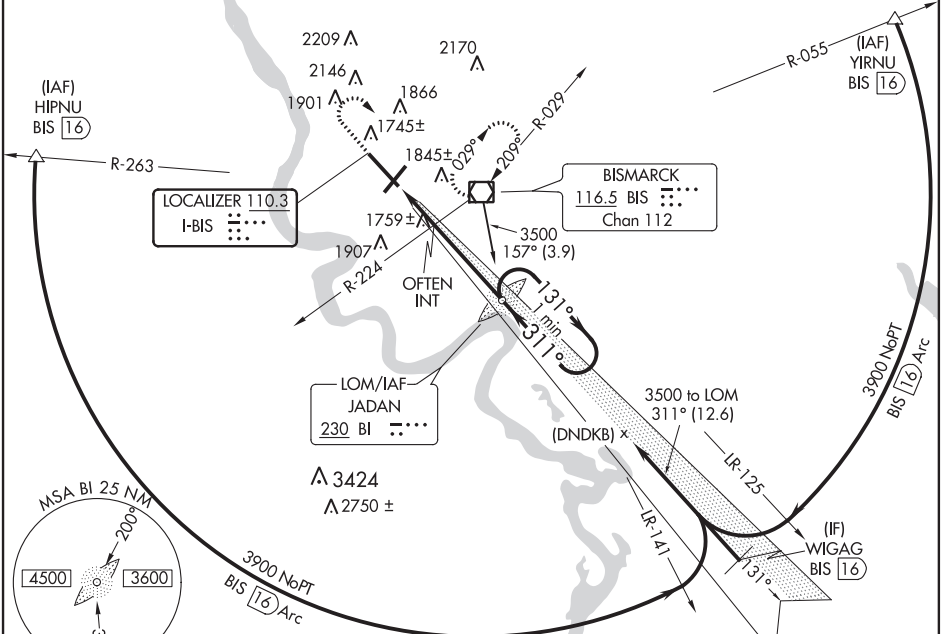 2209
2170
2146
1901
1866
1745±
1845±
(IAF)
HIPNU
BIS 16
R-263
R-055
(IAF)
YIRNU
BIS 16
R-029
029°
209°
LOCALIZER 110.3
I-BIS
BISMARCK
116.5 BIS
Chan 112
1759±
1907
R-224
OFTEN
INT
3500
157° (3.9)
131°
1 min
311°
LOM/IAF
JADAN
230 BI
3900 NoPT
BIS 16 Arc
3500 to LOM
311° (12.6)
(DNDKB) x
LR-125
3424
2750 ±
LR-141
(IF)
WIGAG
BIS 16
131°
MSA BI 25 NM
200°
4500
3600
3900 NoPT
BIS 16 Arc